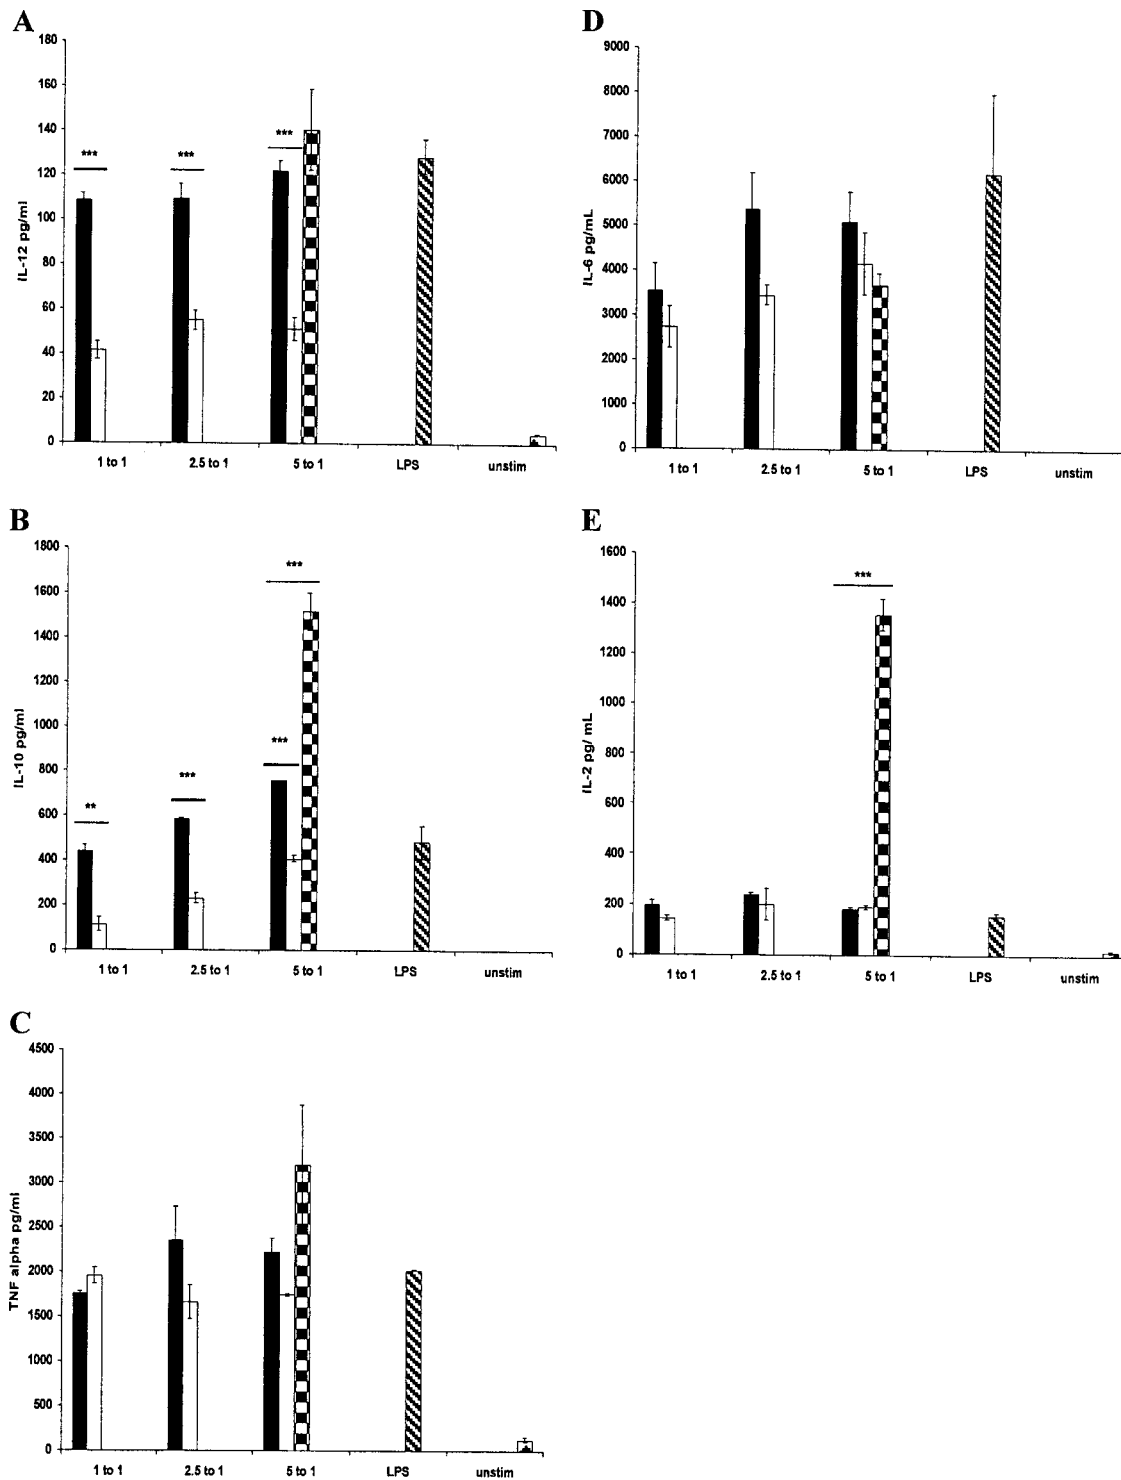 A
IL-12 pg/ml
180
160
140
120
100
80
60
40
20
0
***
***
***
1 to 1
2.5 to 1
5 to 1
LPS
unstim
B
IL-10 pg/ml
1800
1600
1400
1200
1000
800
600
400
200
0
**
***
***
***
1 to 1
2.5 to 1
5 to 1
LPS
unstim
C
TNF alpha pg/ml
4500
4000
3500
3000
2500
2000
1500
1000
500
0
1 to 1
2.5 to 1
5 to 1
LPS
unstim
D
IL-6 pg/mL
9000
8000
7000
6000
5000
4000
3000
2000
1000
0
1 to 1
2.5 to 1
5 to 1
LPS
unstim
E
IL-2 pg/ mL
1600
1400
1200
1000
800
600
400
200
0
***
1 to 1
2.5 to 1
5 to 1
LPS
unstim